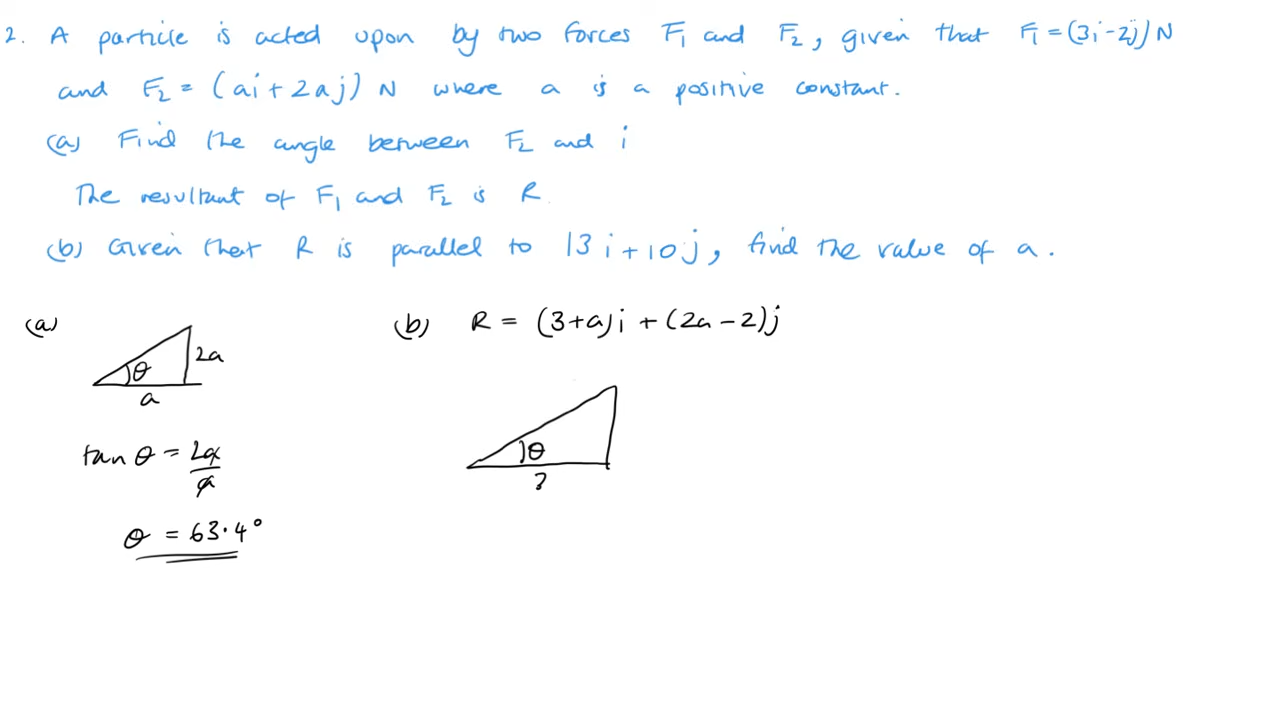 2. A particle is acted upon by two forces F₁ and F₂, given that F₁ = (3i - 2j) N
and F₂ = (ai + 2aj) N where a is a positive constant.
(a) Find the angle between F₂ and i
The resultant of F₁ and F₂ is R
(b) Given that R is parallel to 13i + 10j, find the value of a.
(a)
2a
θ
a
tan θ = 2a/a
θ = 63.4°
(b) R = (3+a)i + (2a-2)j
θ